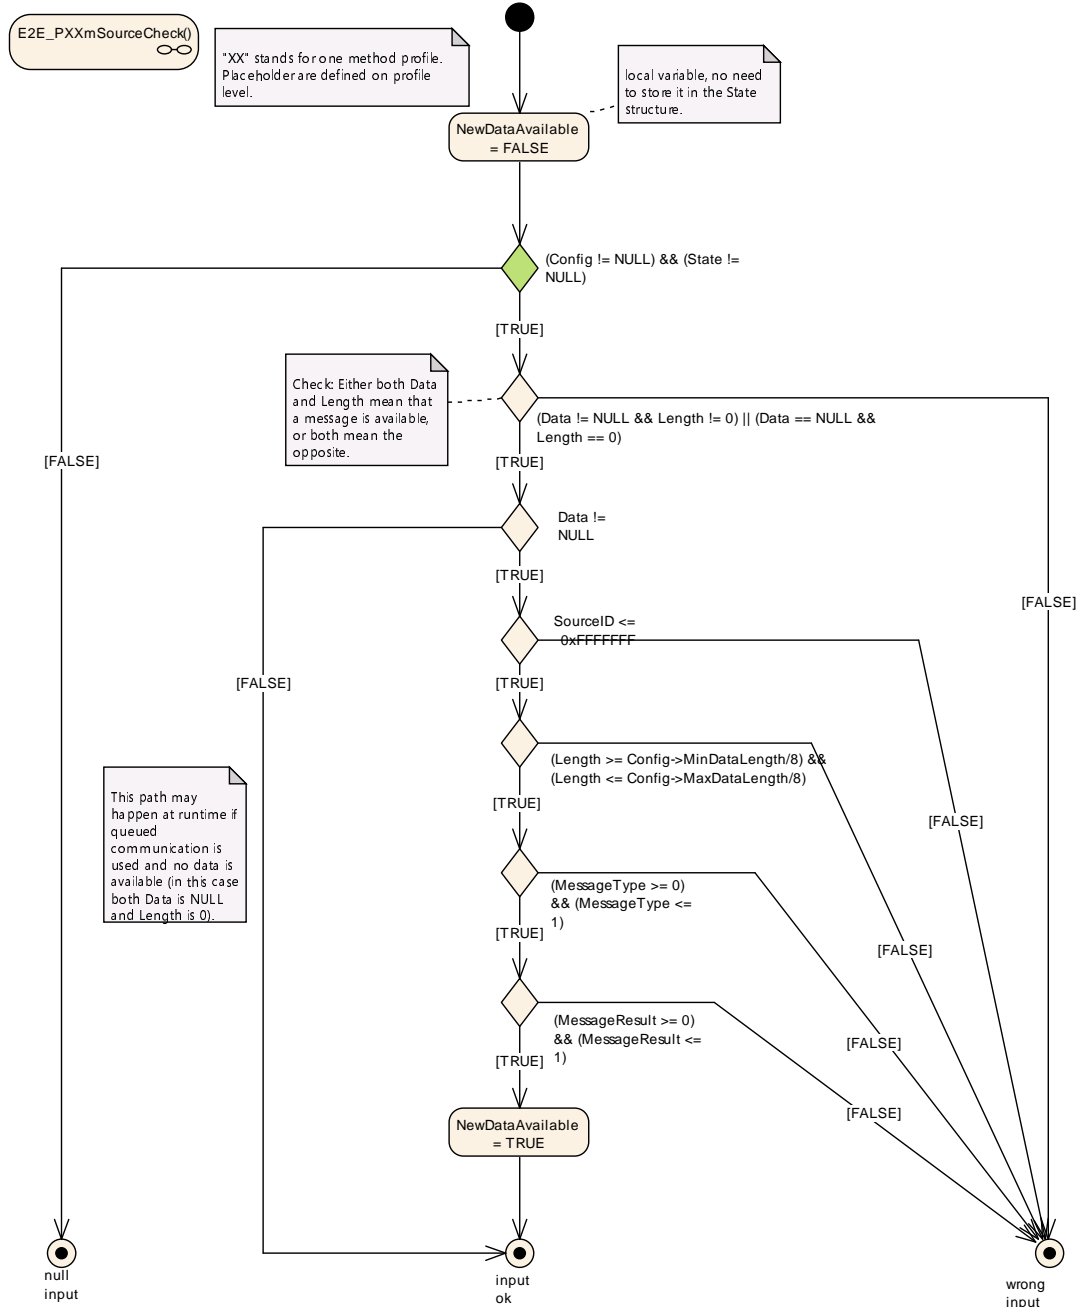 E2E_PXXmSourceCheck()
"XX" stands for one method profile.
Placeholder are defined on profile
level.
local variable, no need
to store it in the State
structure.
NewDataAvailable
= FALSE
(Config != NULL) && (State !=
NULL)
[TRUE]
Check: Either both Data
and Length mean that
a message is available,
or both mean the
opposite.
(Data != NULL && Length != 0) || (Data == NULL &&
Length == 0)
[FALSE]
[TRUE]
Data !=
NULL
[TRUE]
[FALSE]
SourceID <=
0xFFFFFFF
[FALSE]
[TRUE]
(Length >= Config->MinDataLength/8) &&
(Length <= Config->MaxDataLength/8)
This path may
happen at runtime if
queued
communication is
used and no data is
available (in this case
both Data is NULL
and Length is 0).
[TRUE]
[FALSE]
(MessageType >= 0)
&& (MessageType <=
1)
[TRUE]
[FALSE]
(MessageResult >= 0)
&& (MessageResult <=
1)
[FALSE]
[TRUE]
[FALSE]
NewDataAvailable
= TRUE
null
input
input
ok
wrong
input